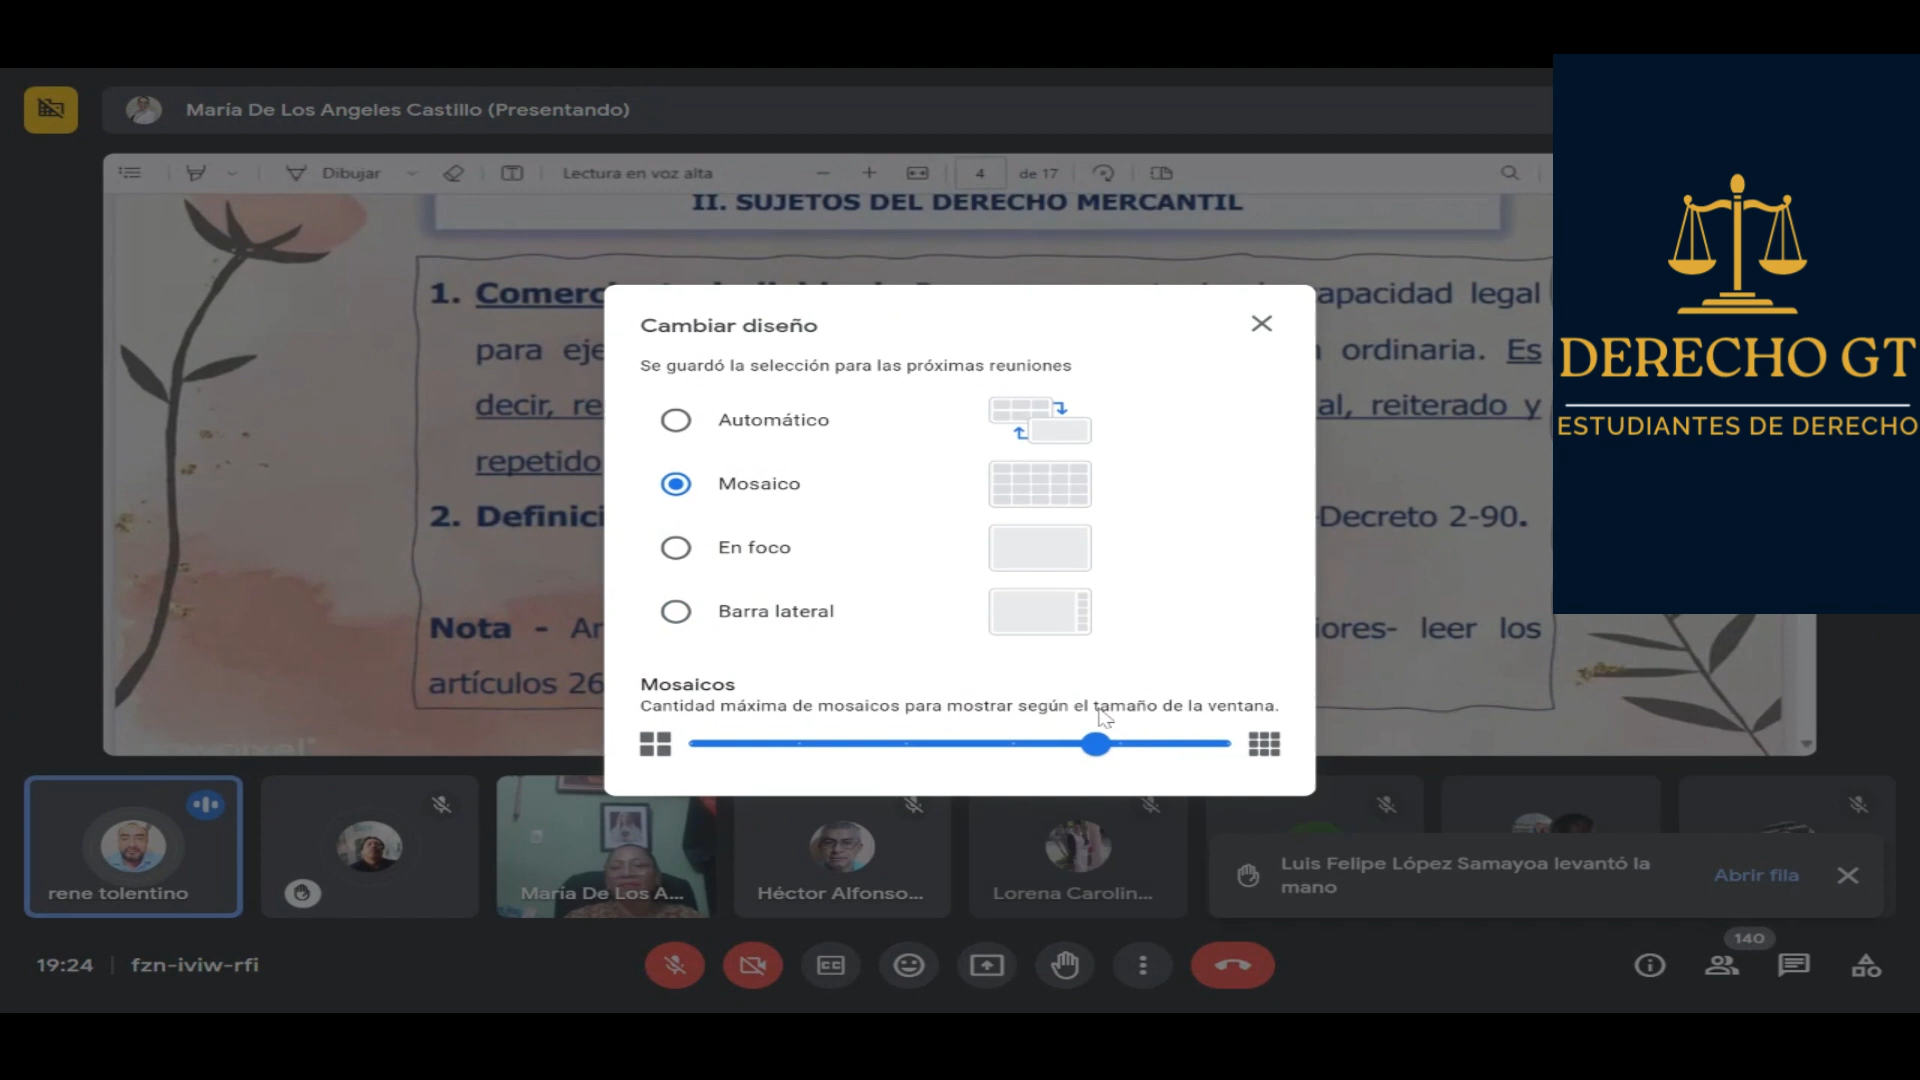 María De Los Angeles Castillo (Presentando)
Dibujar
Lectura en voz alta
4
de 17
II. SUJETOS DEL DERECHO MERCANTIL
1. Comerc
apacidad legal
para eje
ordinaria. Es
decir, re
al, reiterado y
repetido
2. Definici
-Decreto 2-90.
Nota - Ar
iores- leer los
artículos 26
Cambiar diseño
Se guardó la selección para las próximas reuniones
Automático
Mosaico
En foco
Barra lateral
Mosaicos
Cantidad máxima de mosaicos para mostrar según el tamaño de la ventana.
DERECHO GT
ESTUDIANTES DE DERECHO
rene tolentino
María De Los A...
Héctor Alfonso...
Lorena Carolin...
Luis Felipe López Samayoa levantó la
mano
Abrir fila
19:24
fzn-iviw-rfi
CC
140